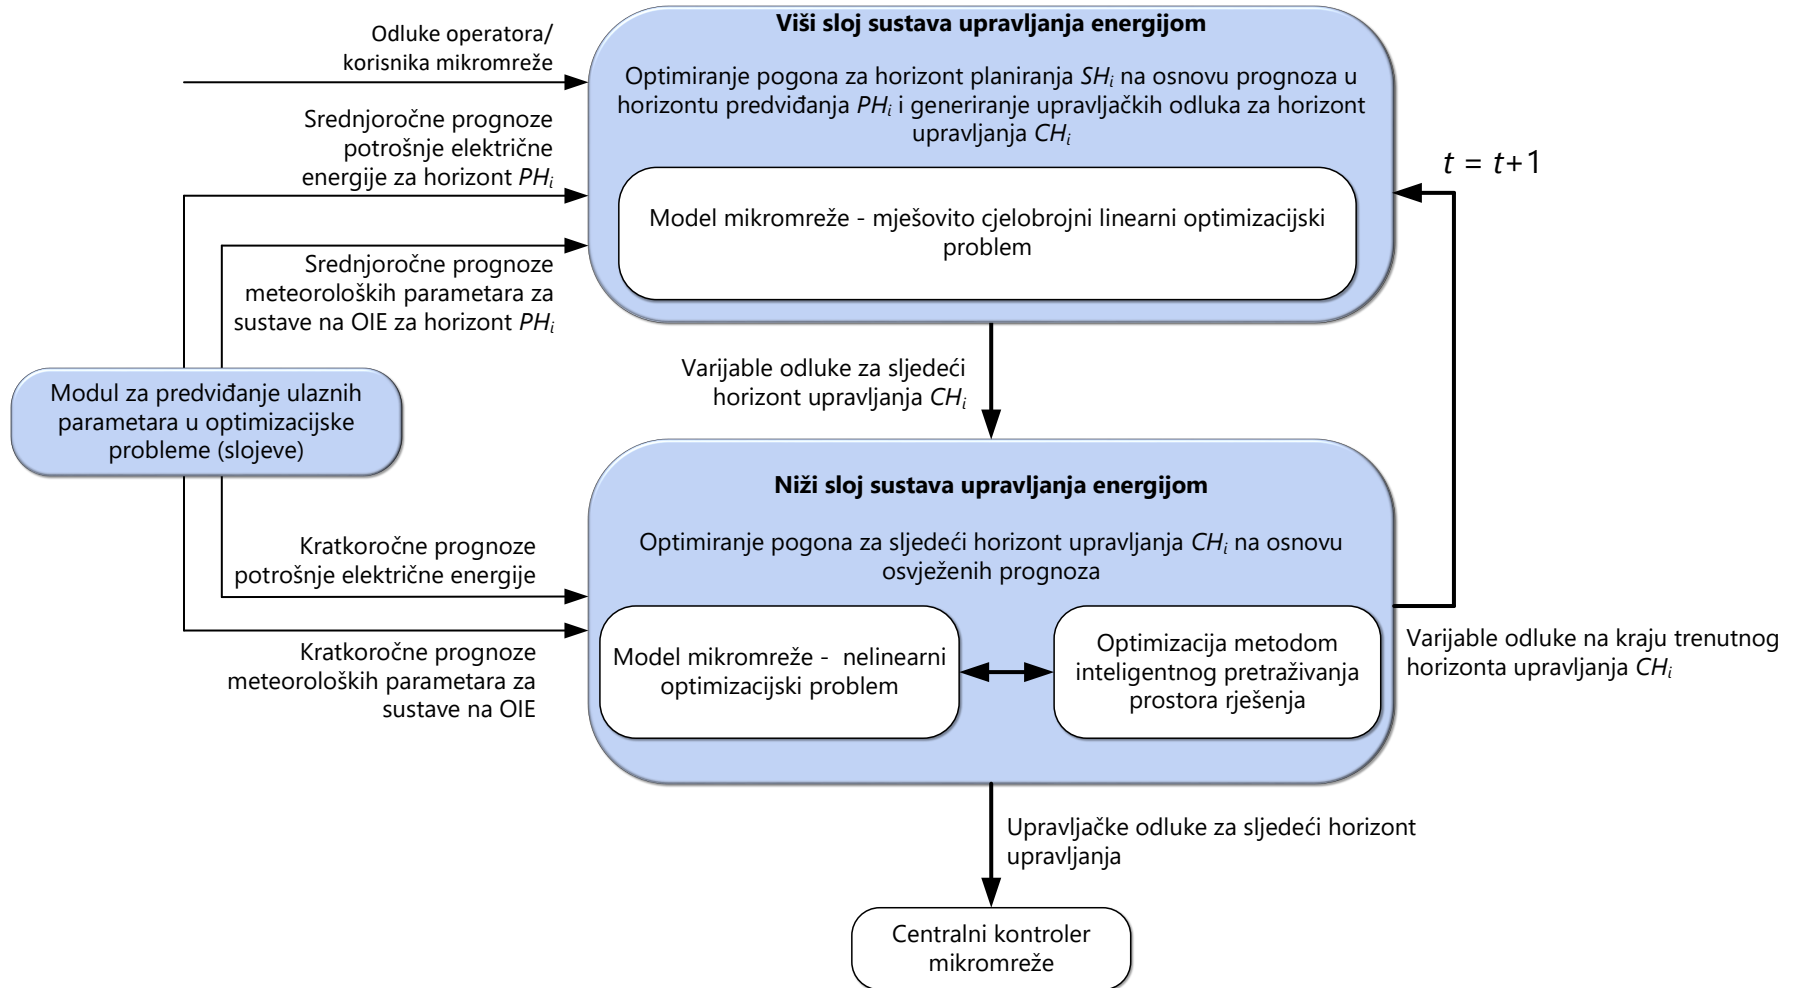 Odluke operatora/
korisnika mikromreže
Srednjoročne prognoze
potrošnje električne
energije za horizont PHᵢ
Srednjoročne prognoze
meteoroloških parametara za
sustave na OIE za horizont PHᵢ
Viši sloj sustava upravljanja energijom
Optimiranje pogona za horizont planiranja SHᵢ na osnovu prognoza u
horizontu predviđanja PHᵢ i generiranje upravljačkih odluka za horizont
upravljanja CHᵢ
Model mikromreže - mješovito cjelobrojni linearni optimizacijski
problem
t = t+1
Varijable odluke za sljedeći
horizont upravljanja CHᵢ
Modul za predviđanje ulaznih
parametara u optimizacijske
probleme (slojeve)
Kratkoročne prognoze
potrošnje električne energije
Kratkoročne prognoze
meteoroloških parametara za
sustave na OIE
Niži sloj sustava upravljanja energijom
Optimiranje pogona za sljedeći horizont upravljanja CHᵢ na osnovu
osvježenih prognoza
Model mikromreže - nelinearni
optimizacijski problem
Optimizacija metodom
inteligentnog pretraživanja
prostora rješenja
Varijable odluke na kraju trenutnog
horizonta upravljanja CHᵢ
Upravljačke odluke za sljedeći horizont
upravljanja
Centralni kontroler
mikromreže